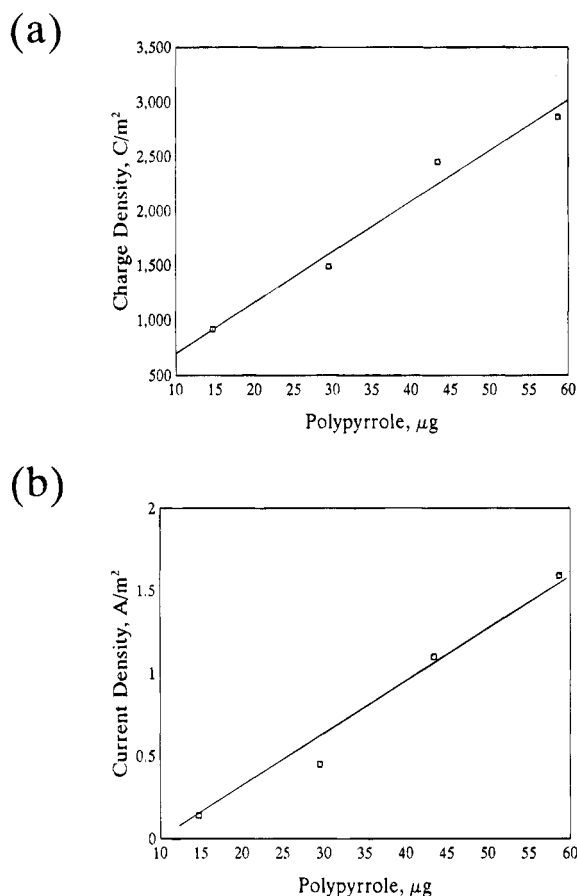 (a)
3,500
3,000
2,500
2,000
1,500
1,000
500
10 15 20 25 30 35 40 45 50 55 60
Charge Density, C/m²
Polypyrrole, μg
(b)
2
1.5
1
0.5
0
10 15 20 25 30 35 40 45 50 55 60
Current Density, A/m²
Polypyrrole, μg